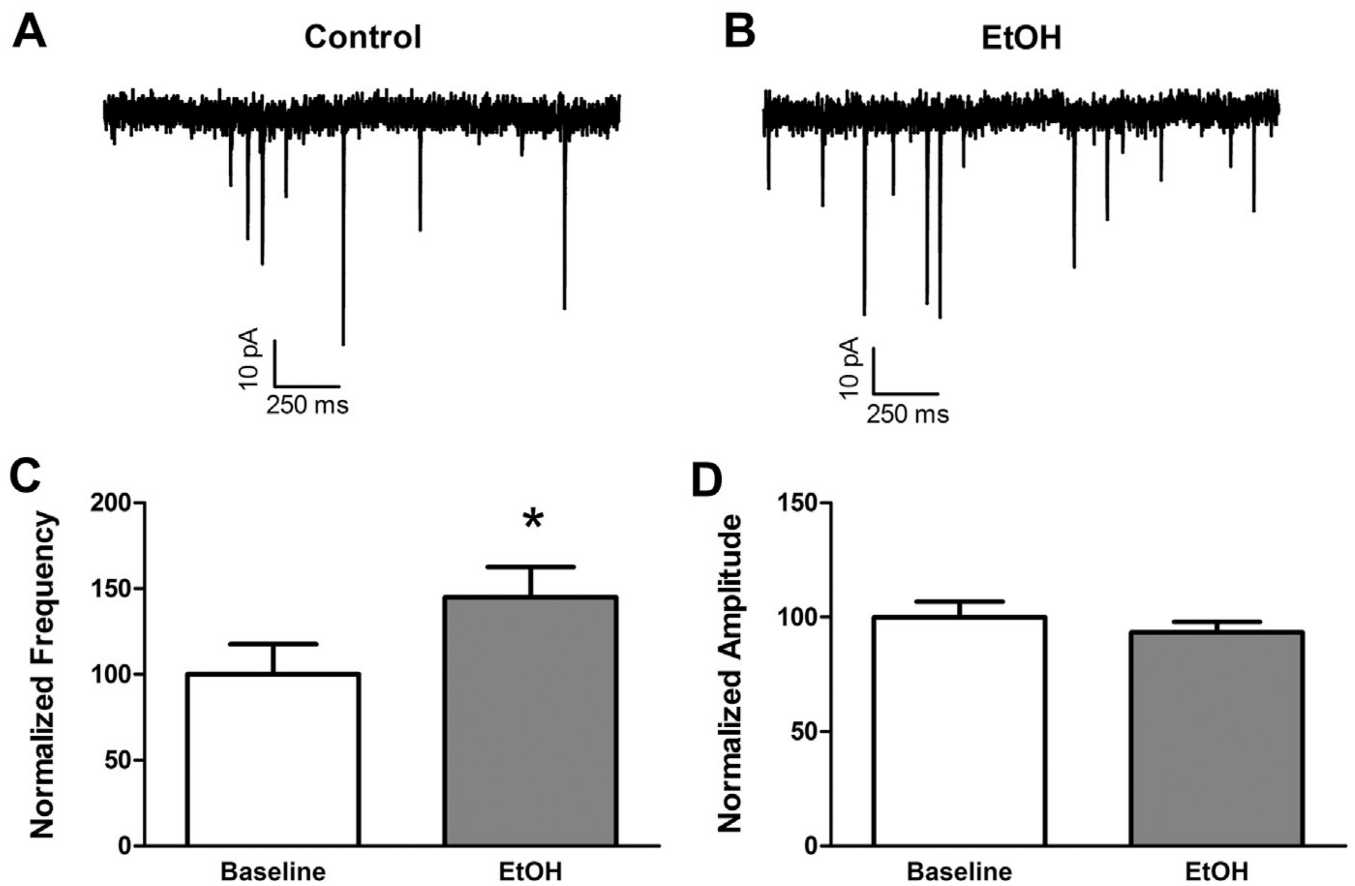 A
Control
B
EtOH
10 pA
250 ms
10 pA
250 ms
C
Normalized Frequency
200
150
100
50
0
*
Baseline
EtOH
D
Normalized Amplitude
150
100
50
0
Baseline
EtOH